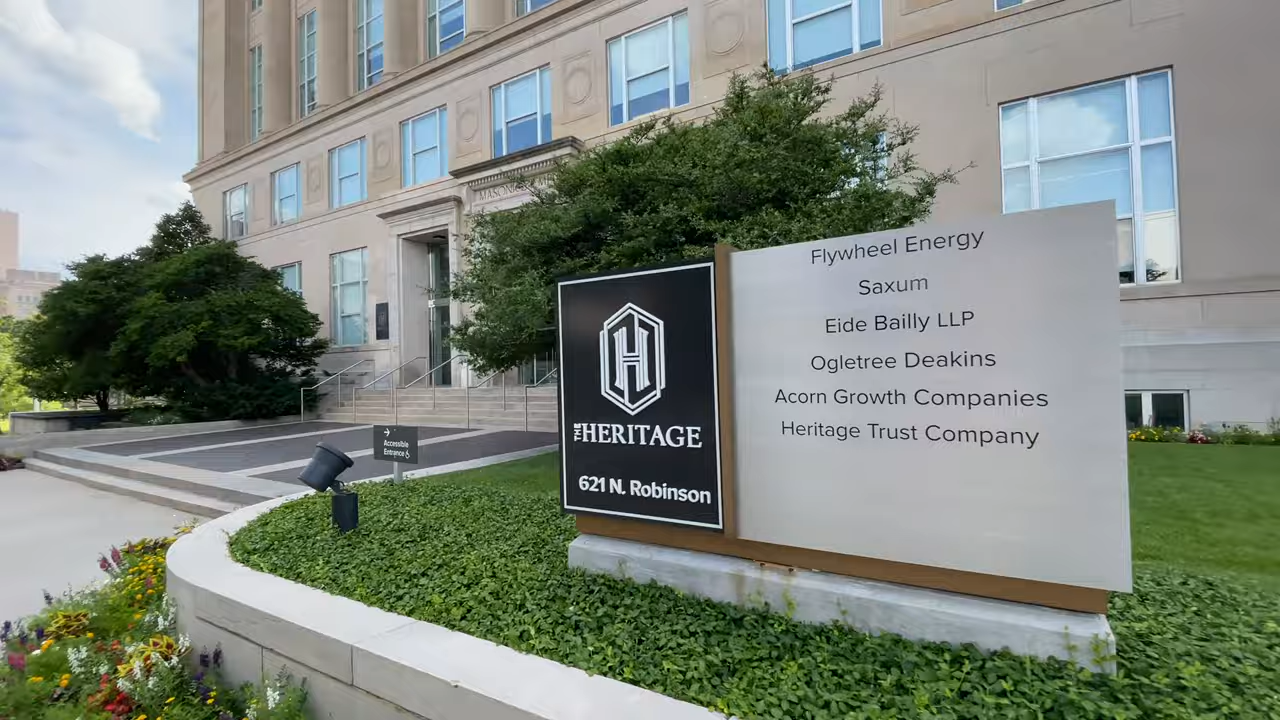 MASONIC
THE HERITAGE
621 N. Robinson
Flywheel Energy
Saxum
Eide Bailly LLP
Ogletree Deakins
Acorn Growth Companies
Heritage Trust Company
→
Accessible
Entrance